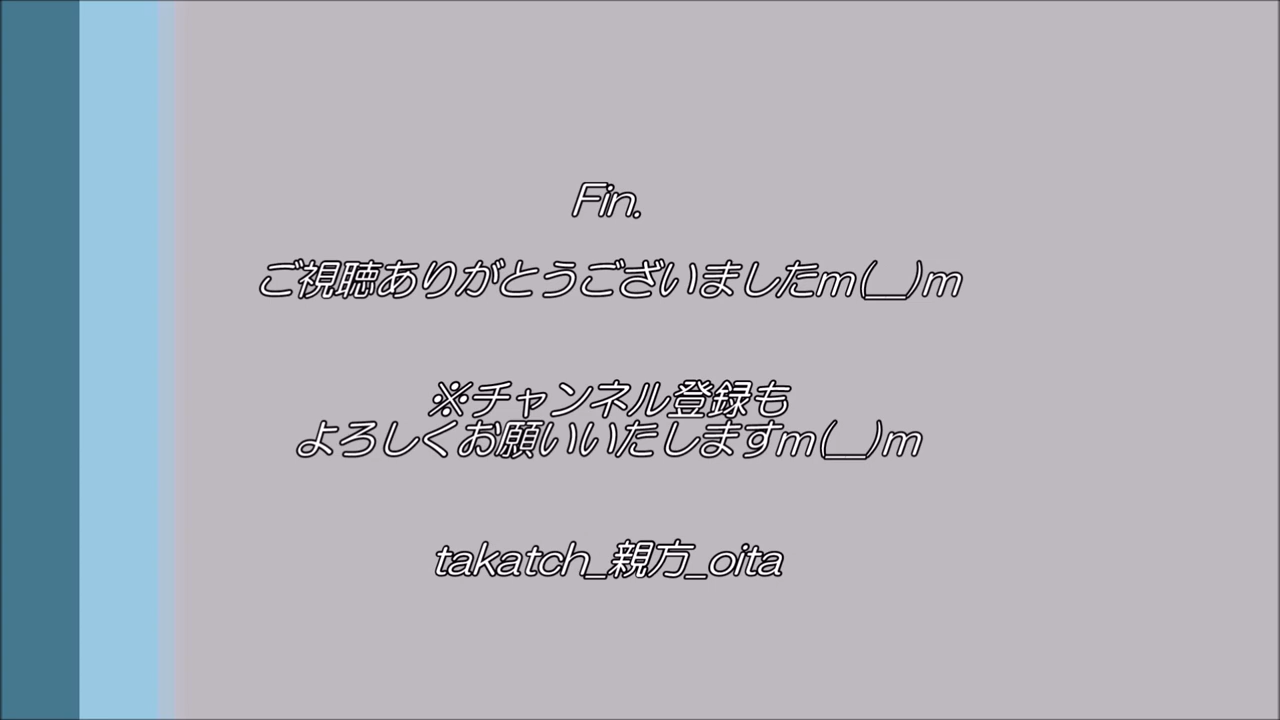 Fin.
ご視聴ありがとうございましたm(__)m
※チャンネル登録も
よろしくお願いいたしますm(__)m
takatch_親方_oita